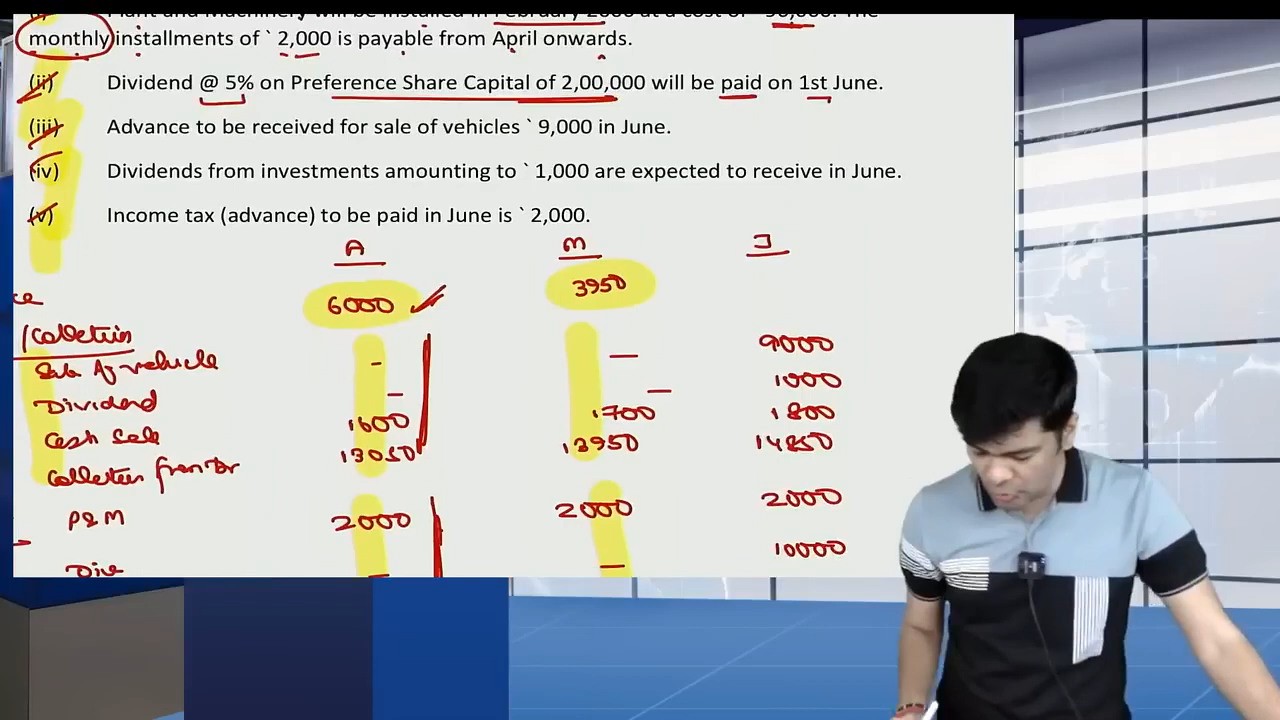 monthly installments of ` 2,000 is payable from April onwards.
(ii) Dividend @ 5% on Preference Share Capital of 2,00,000 will be paid on 1st June.
(iii) Advance to be received for sale of vehicles ` 9,000 in June.
(iv) Dividends from investments amounting to ` 1,000 are expected to receive in June.
(v) Income tax (advance) to be paid in June is ` 2,000.
A M J
6000 3950
Sale of vehicle - — 9000
Dividend - — 1000
Cash Sale 1600 1700 1800
Collection from Dr 13050 13950 14850
P&M 2000 2000 2000
Div — — 10000